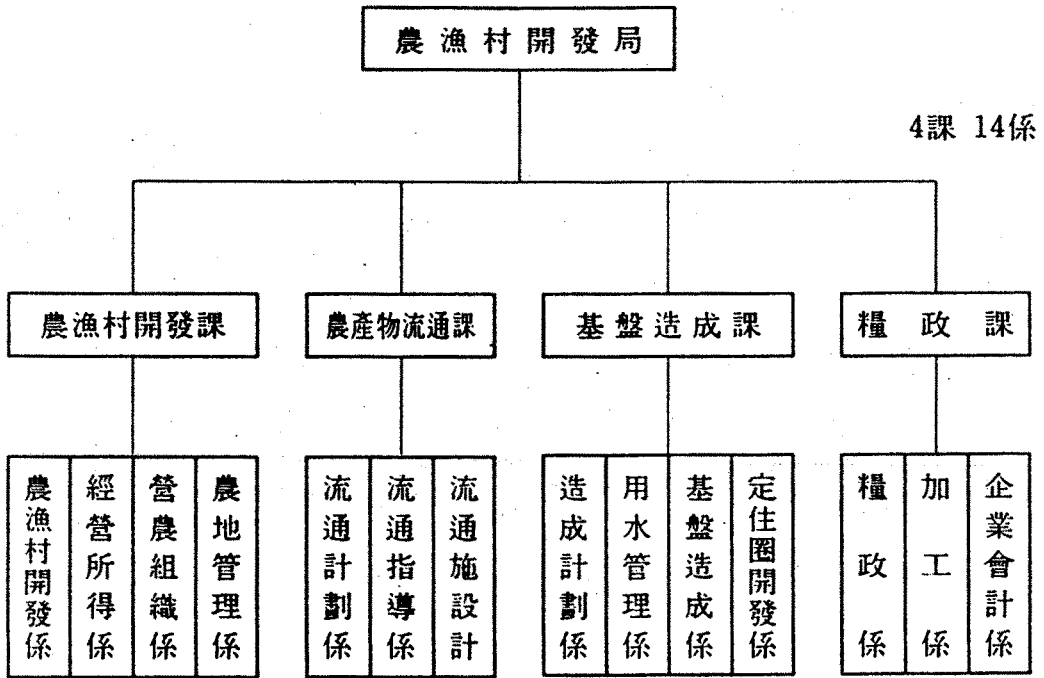 農漁村開發局
4課 14係
農漁村開發課
農產物流通課
基盤造成課
糧政課
農漁村開發係
經營所得係
營農組織係
農地管理係
流通計劃係
流通指導係
流通施設計
造成計劃係
用水管理係
基盤造成係
定住圈開發係
糧政係
加工係
企業會計係